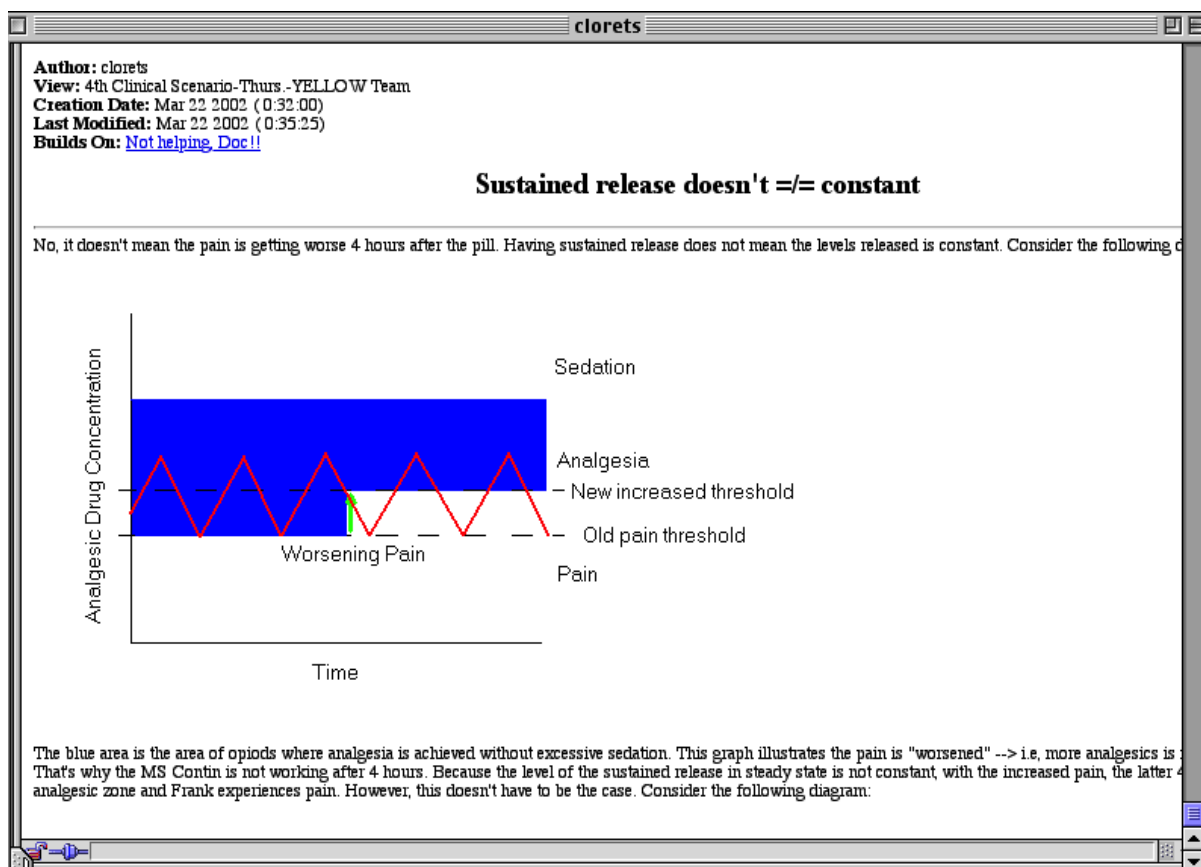 clorets
Author: clorets
View: 4th Clinical Scenario-Thurs.-YELLOW Team
Creation Date: Mar 22 2002 (0:32:00)
Last Modified: Mar 22 2002 (0:35:25)
Builds On: Not helping, Doc!!
Sustained release doesn't =/= constant
No, it doesn't mean the pain is getting worse 4 hours after the pill. Having sustained release does not mean the levels released is constant. Consider the following
Sedation
Analgesic Drug Concentration
Analgesia
New increased threshold
Old pain threshold
Worsening Pain
Pain
Time
The blue area is the area of opiods where analgesia is achieved without excessive sedation. This graph illustrates the pain is "worsened" --> i.e, more analgesics is
That's why the MS Contin is not working after 4 hours. Because the level of the sustained release in steady state is not constant, with the increased pain, the latter 4
analgesic zone and Frank experiences pain. However, this doesn't have to be the case. Consider the following diagram: